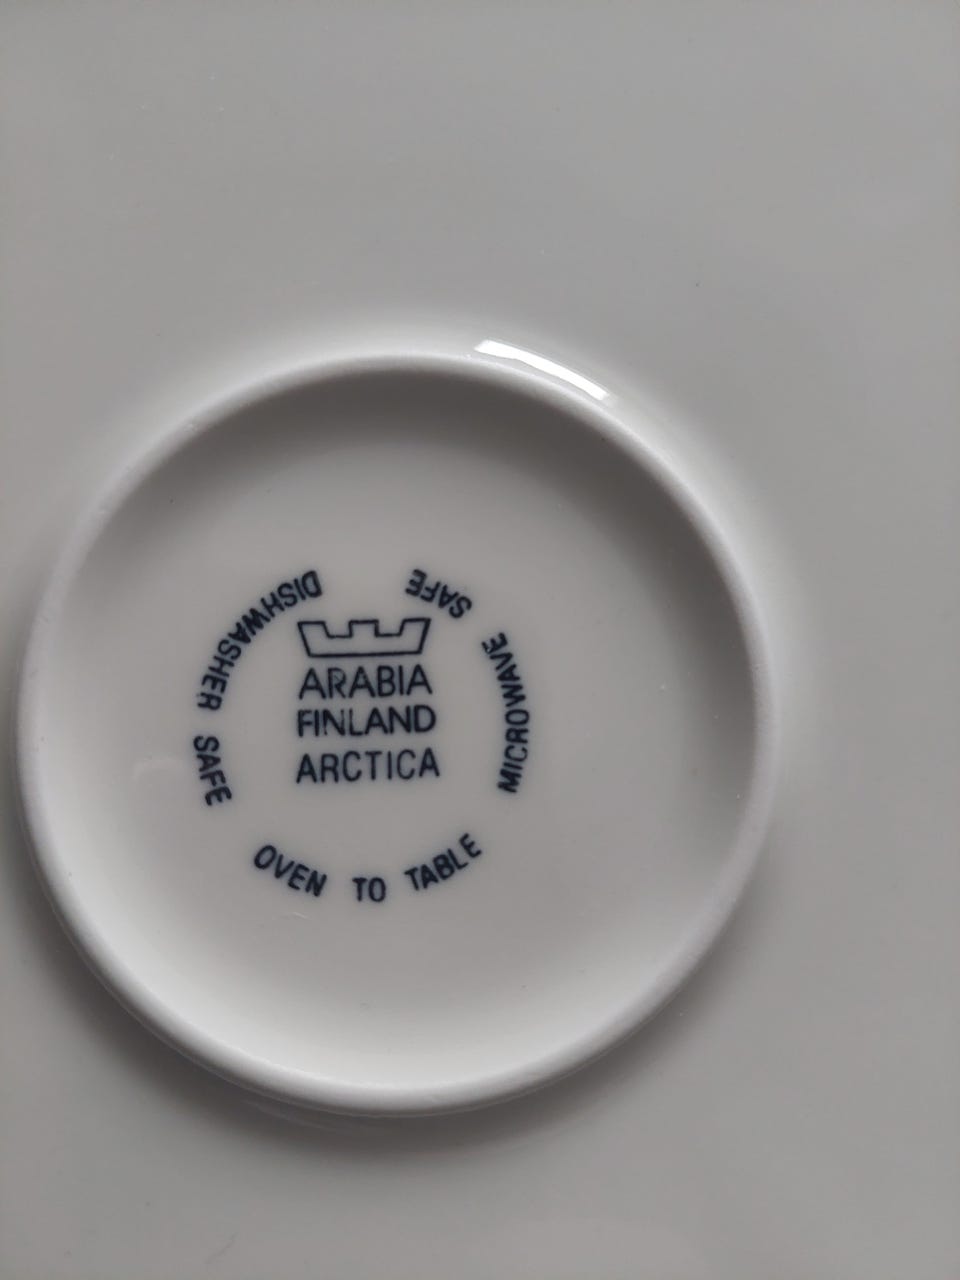 ARABIA
FINLAND
ARCTICA
DISHWASHER SAFE
OVEN TO TABLE
MICROWAVE SAFE